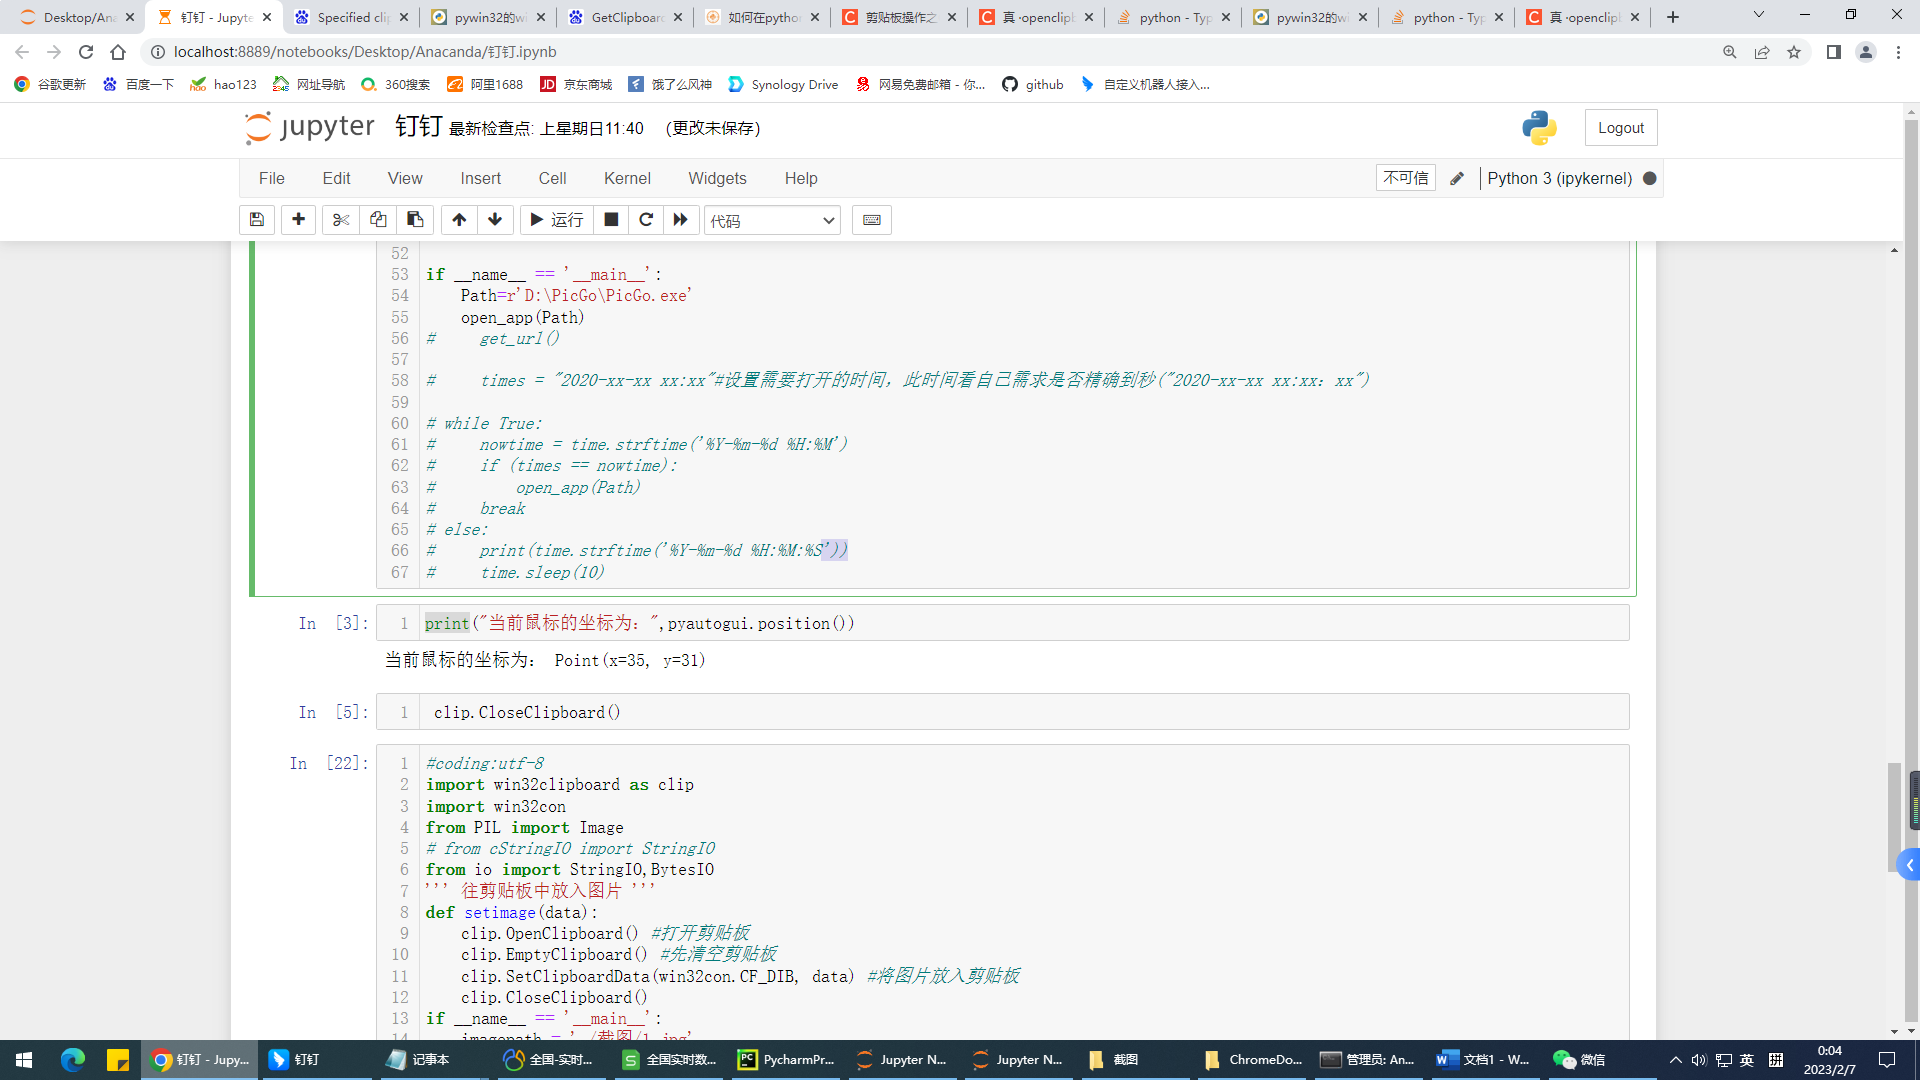 Desktop/Ana
钉钉 - Jupyte
Specified clip
pywin32的wi
GetClipboard
如何在pytho
剪贴板操作之
真 ·openclipb
python - Typ
pywin32的wi
python - Typ
真 ·openclipb
localhost:8889/notebooks/Desktop/Anacanda/钉钉.ipynb
谷歌更新
百度一下
hao123
网址导航
360搜索
阿里1688
京东商城
饿了么风神
Synology Drive
网易免费邮箱 - 你...
github
自定义机器人接入...
jupyter 钉钉 最新检查点: 上星期日11:40 (更改未保存)
Logout
File Edit View Insert Cell Kernel Widgets Help
不可信
Python 3 (ipykernel)
运行
代码
52
53 if __name__ == '__main__':
54 Path=r'D:\PicGo\PicGo.exe'
55 open_app(Path)
56 # get_url()
57
58 # times = "2020-xx-xx xx:xx"#设置需要打开的时间，此时间看自己需求是否精确到秒("2020-xx-xx xx:xx：xx")
59
60 # while True:
61 # nowtime = time.strftime('%Y-%m-%d %H:%M')
62 # if (times == nowtime):
63 # open_app(Path)
64 # break
65 # else:
66 # print(time.strftime('%Y-%m-%d %H:%M:%S'))
67 # time.sleep(10)
In [3]: 1 print("当前鼠标的坐标为：",pyautogui.position())
当前鼠标的坐标为： Point(x=35, y=31)
In [5]: 1 clip.CloseClipboard()
In [22]: 1 #coding:utf-8
2 import win32clipboard as clip
3 import win32con
4 from PIL import Image
5 # from cStringIO import StringIO
6 from io import StringIO,BytesIO
7 ''' 往剪贴板中放入图片 '''
8 def setimage(data):
9 clip.OpenClipboard() #打开剪贴板
10 clip.EmptyClipboard() #先清空剪贴板
11 clip.SetClipboardData(win32con.CF_DIB, data) #将图片放入剪贴板
12 clip.CloseClipboard()
13 if __name__ == '__main__':
14 imagepath = './截图/1.jpg'
钉钉 - Jupy...
钉钉
记事本
全国-实时...
全国实时数...
PycharmPr...
Jupyter N...
Jupyter N...
截图
ChromeDo...
管理员: An...
文档1 - W...
微信
英
拼
0:04
2023/2/7